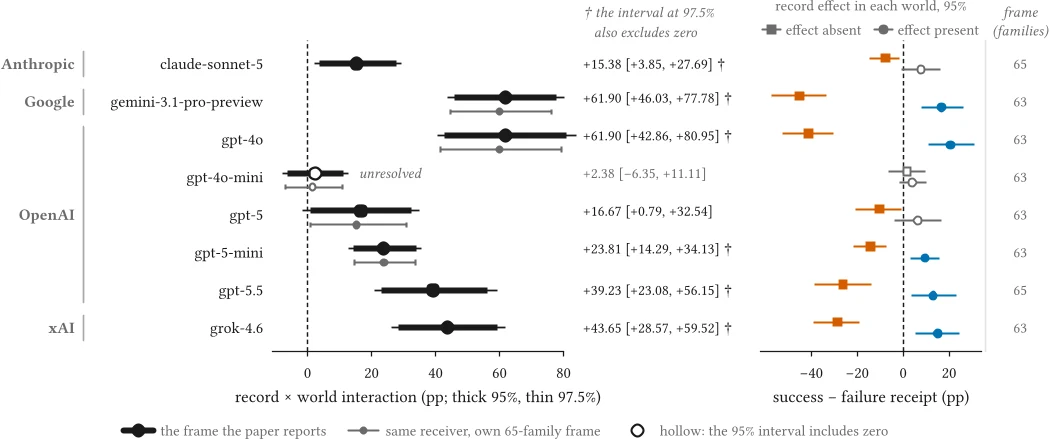 † the interval at 97.5%
also excludes zero
record effect in each world, 95%
effect absent effect present
frame
(families)
Anthropic claude-sonnet-5 +15.38 [+3.85, +27.69] † 65
Google gemini-3.1-pro-preview +61.90 [+46.03, +77.78] † 63
gpt-4o +61.90 [+42.86, +80.95] † 63
gpt-4o-mini unresolved +2.38 [−6.35, +11.11] 63
OpenAI gpt-5 +16.67 [+0.79, +32.54] 63
gpt-5-mini +23.81 [+14.29, +34.13] † 63
gpt-5.5 +39.23 [+23.08, +56.15] † 65
xAI grok-4.6 +43.65 [+28.57, +59.52] † 63
0 20 40 60 80 −40 −20 0 20
record × world interaction (pp; thick 95%, thin 97.5%) success − failure receipt (pp)
the frame the paper reports same receiver, own 65-family frame hollow: the 95% interval includes zero